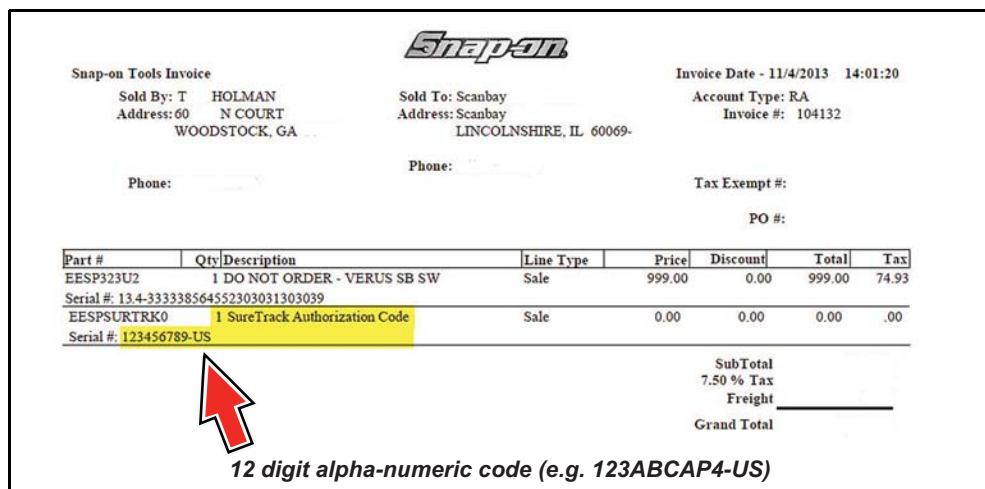 Snap-on
Snap-on Tools Invoice
Invoice Date - 11/4/2013 14:01:20
Sold By: T HOLMAN
Sold To: Scanbay
Account Type: RA
Address: 60 N COURT
Address: Scanbay
Invoice #: 104132
WOODSTOCK, GA
LINCOLNSHIRE, IL 60069-
Phone:
Phone:
Tax Exempt #:
PO #:
Part # Qty Description Line Type Price Discount Total Tax
EESP323U2 1 DO NOT ORDER - VERUS SB SW Sale 999.00 0.00 999.00 74.93
Serial #: 13.4-333338564552303031303039
EESPSURTRK0 1 SureTrack Authorization Code Sale 0.00 0.00 0.00 .00
Serial #: 123456789-US
SubTotal
7.50 % Tax
Freight
Grand Total
12 digit alpha-numeric code (e.g. 123ABCAP4-US)